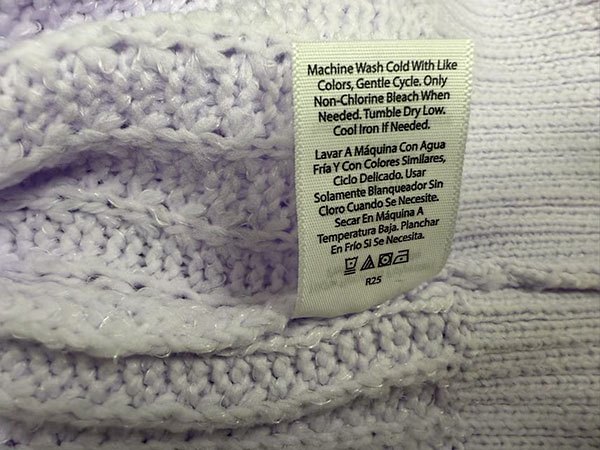 Machine Wash Cold With Like
Colors, Gentle Cycle. Only
Non-Chlorine Bleach When
Needed. Tumble Dry Low.
Cool Iron If Needed.
Lavar A Máquina Con Agua
Fría Y Con Colores Similares,
Ciclo Delicado. Usar
Solamente Blanqueador Sin
Cloro Cuando Se Necesite.
Secar En Máquina A
Temperatura Baja. Planchar
En Frío Si Se Necesita.
R25